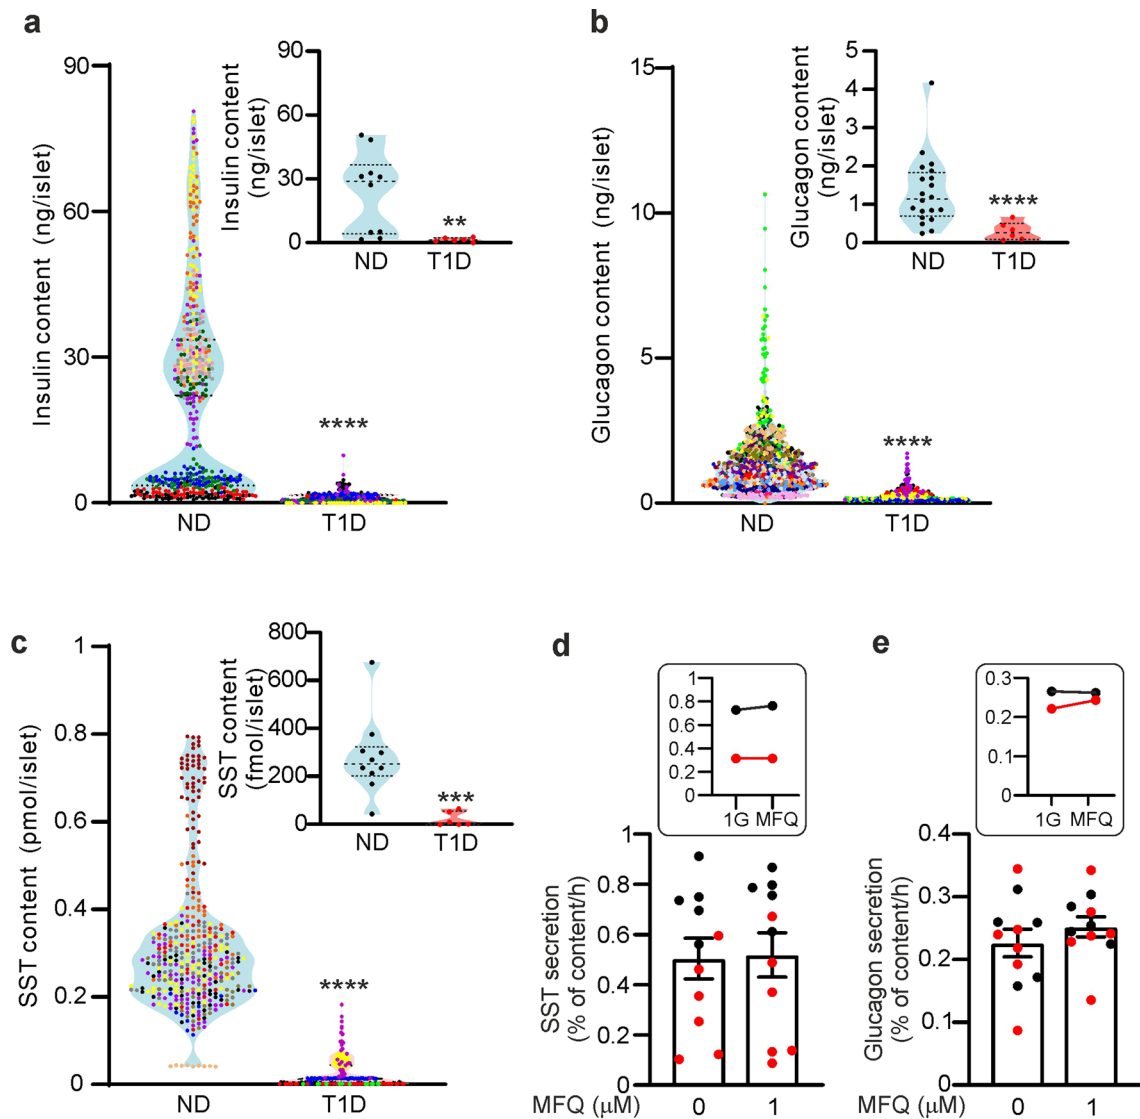 a
Insulin content (ng/islet)
90
60
30
0
ND
T1D
****
Insulin content
(ng/islet)
90
60
30
0
ND
T1D
**
b
Glucagon content (ng/islet)
15
10
5
0
ND
T1D
****
Glucagon content
(ng/islet)
5
4
3
2
1
0
ND
T1D
****
c
SST content (pmol/islet)
1
0.8
0.6
0.4
0.2
0
ND
T1D
****
SST content
(fmol/islet)
800
600
400
200
0
ND
T1D
***
d
1
0.8
0.6
0.4
0.2
0
1G MFQ
SST secretion
(% of content/h)
1
0.8
0.6
0.4
0.2
0
MFQ (μM) 0 1
e
0.3
0.2
0.1
0
1G MFQ
Glucagon secretion
(% of content/h)
0.4
0.3
0.2
0.1
0
MFQ (μM) 0 1